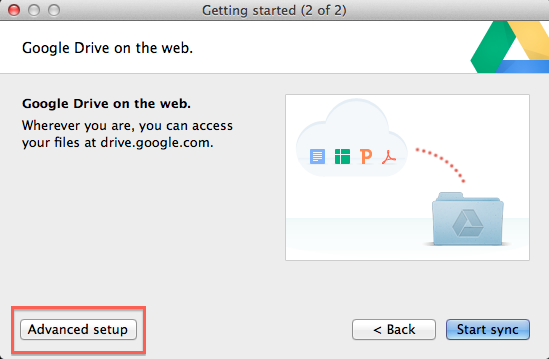 Getting started (2 of 2)
Google Drive on the web.
Google Drive on the web.
Wherever you are, you can access
your files at drive.google.com.
P
Advanced setup
< Back
Start sync